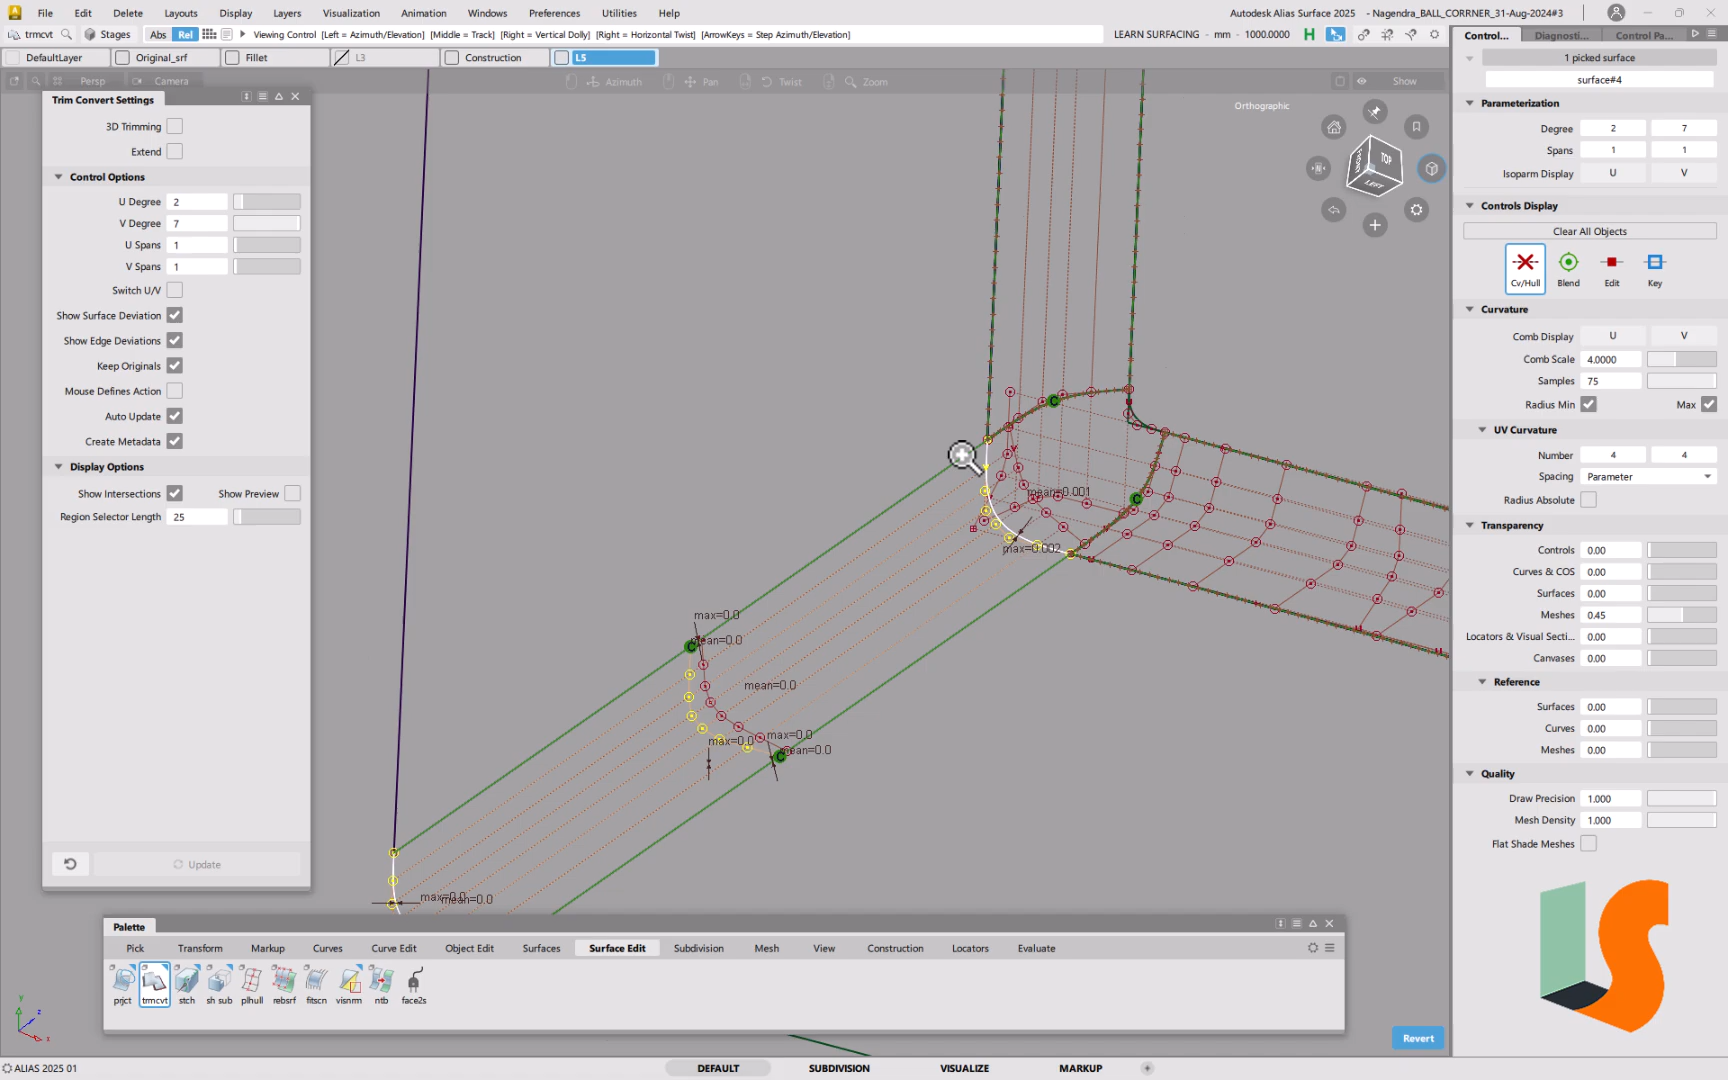 File Edit Delete Layouts Display Layers Visualization Animation Windows Preferences Utilities Help
Autodesk Alias Surface 2025 - Nagendra_BALL_CORRNER_31-Aug-2024#3
trmcvt Stages Abs Rel Viewing Control [Left = Azimuth/Elevation] [Middle = Track] [Right = Vertical Dolly] [Right = Horizontal Twist] [ArrowKeys = Step Azimuth/Elevation] LEARN SURFACING - mm - 1000.0000 H
DefaultLayer Original_srf Fillet L3 Construction L5
Persp Camera Azimuth Pan Twist Zoom Show
Orthographic
TOP
LEFT
Trim Convert Settings
3D Trimming
Extend
Control Options
U Degree 2
V Degree 7
U Spans 1
V Spans 1
Switch U/V
Show Surface Deviation
Show Edge Deviations
Keep Originals
Mouse Defines Action
Auto Update
Create Metadata
Display Options
Show Intersections Show Preview
Region Selector Length 25
Update
C
C
mean=0.001
max=0.002
max=0.0
C mean=0.0
mean=0.0
max=0.0 max=0.0
C mean=0.0
max=0.0 mean=0.0
Control... Diagnosti... Control Pa...
1 picked surface
surface#4
Parameterization
Degree 2 7
Spans 1 1
Isoparm Display U V
Controls Display
Clear All Objects
Cv/Hull Blend Edit Key
Curvature
Comb Display U V
Comb Scale 4.0000
Samples 75
Radius Min Max
UV Curvature
Number 4 4
Spacing Parameter
Radius Absolute
Transparency
Controls 0.00
Curves & COS 0.00
Surfaces 0.00
Meshes 0.45
Locators & Visual Secti... 0.00
Canvases 0.00
Reference
Surfaces 0.00
Curves 0.00
Meshes 0.00
Quality
Draw Precision 1.000
Mesh Density 1.000
Flat Shade Meshes
Revert
Palette
Pick Transform Markup Curves Curve Edit Object Edit Surfaces Surface Edit Subdivision Mesh View Construction Locators Evaluate
prjct trmcvt stch sh sub plhull rebsrf fitscn visnrm ntb face2s
y
z
x
ALIAS 2025 01 DEFAULT SUBDIVISION VISUALIZE MARKUP